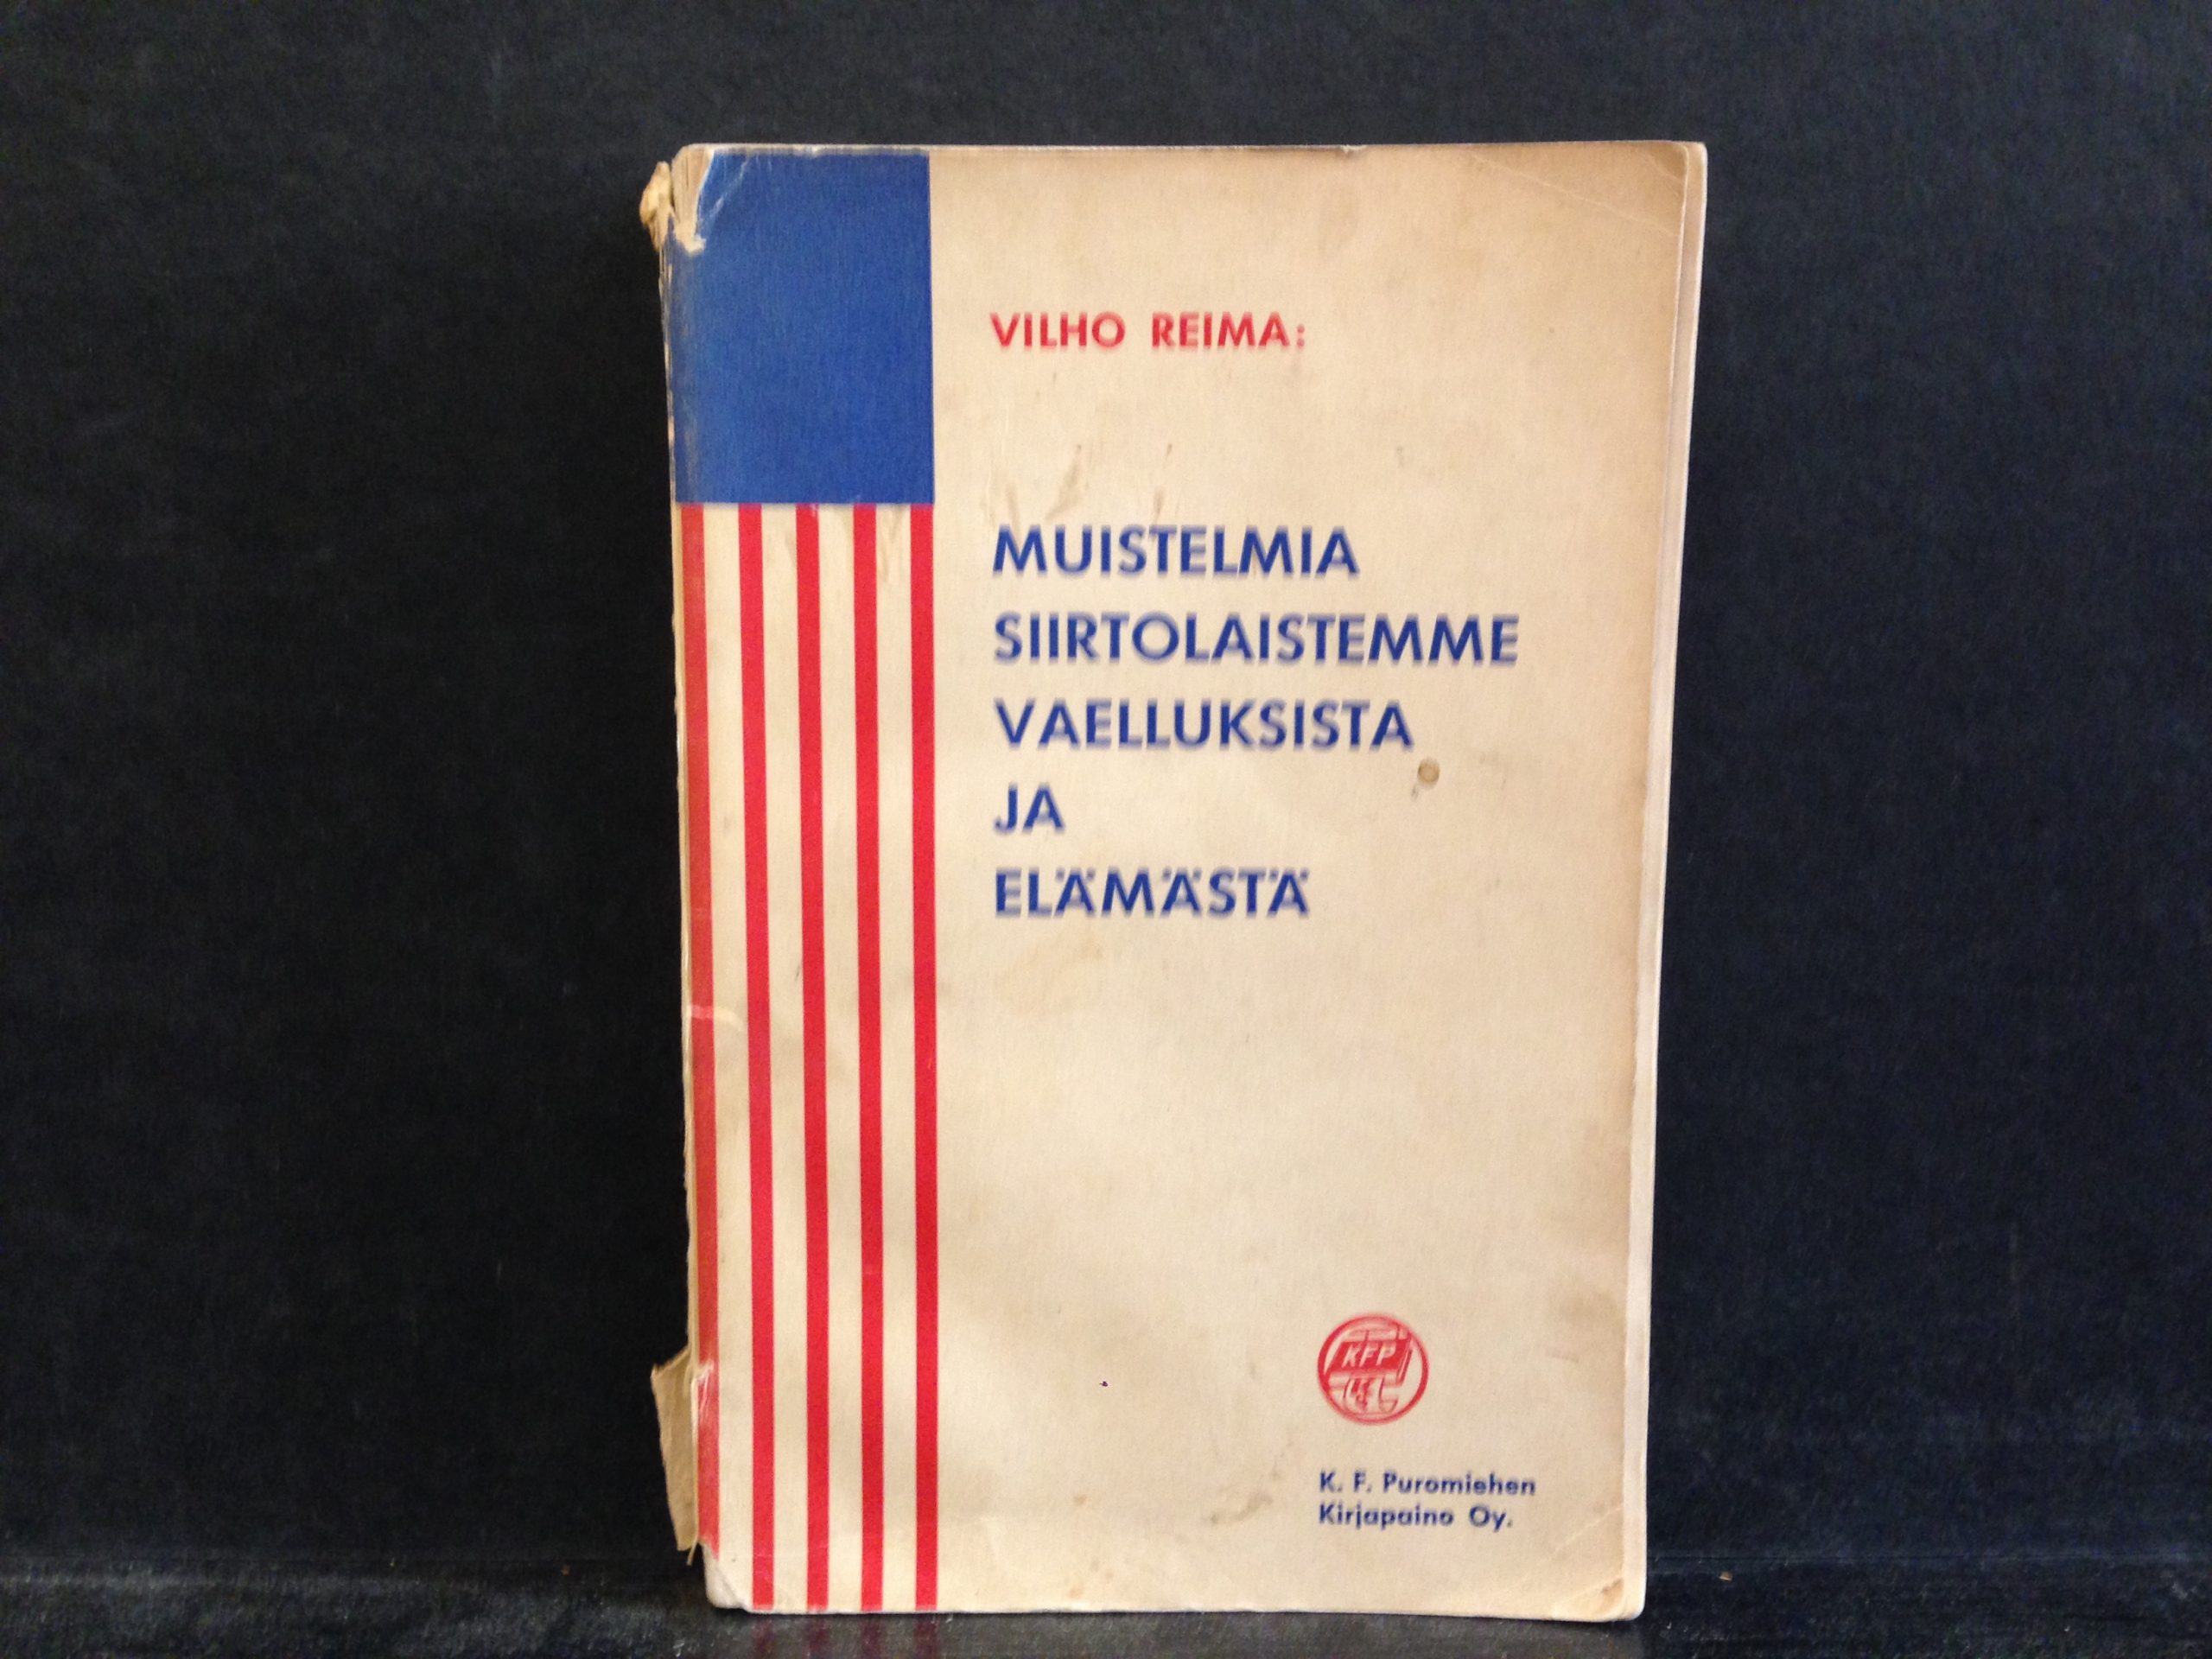 VILHO REIMA:
MUISTELMIA
SIIRTOLAISTEMME
VAELLUKSISTA
JA
ELÄMÄSTÄ
KFP
K. F. Puromiehen
Kirjapaino Oy.